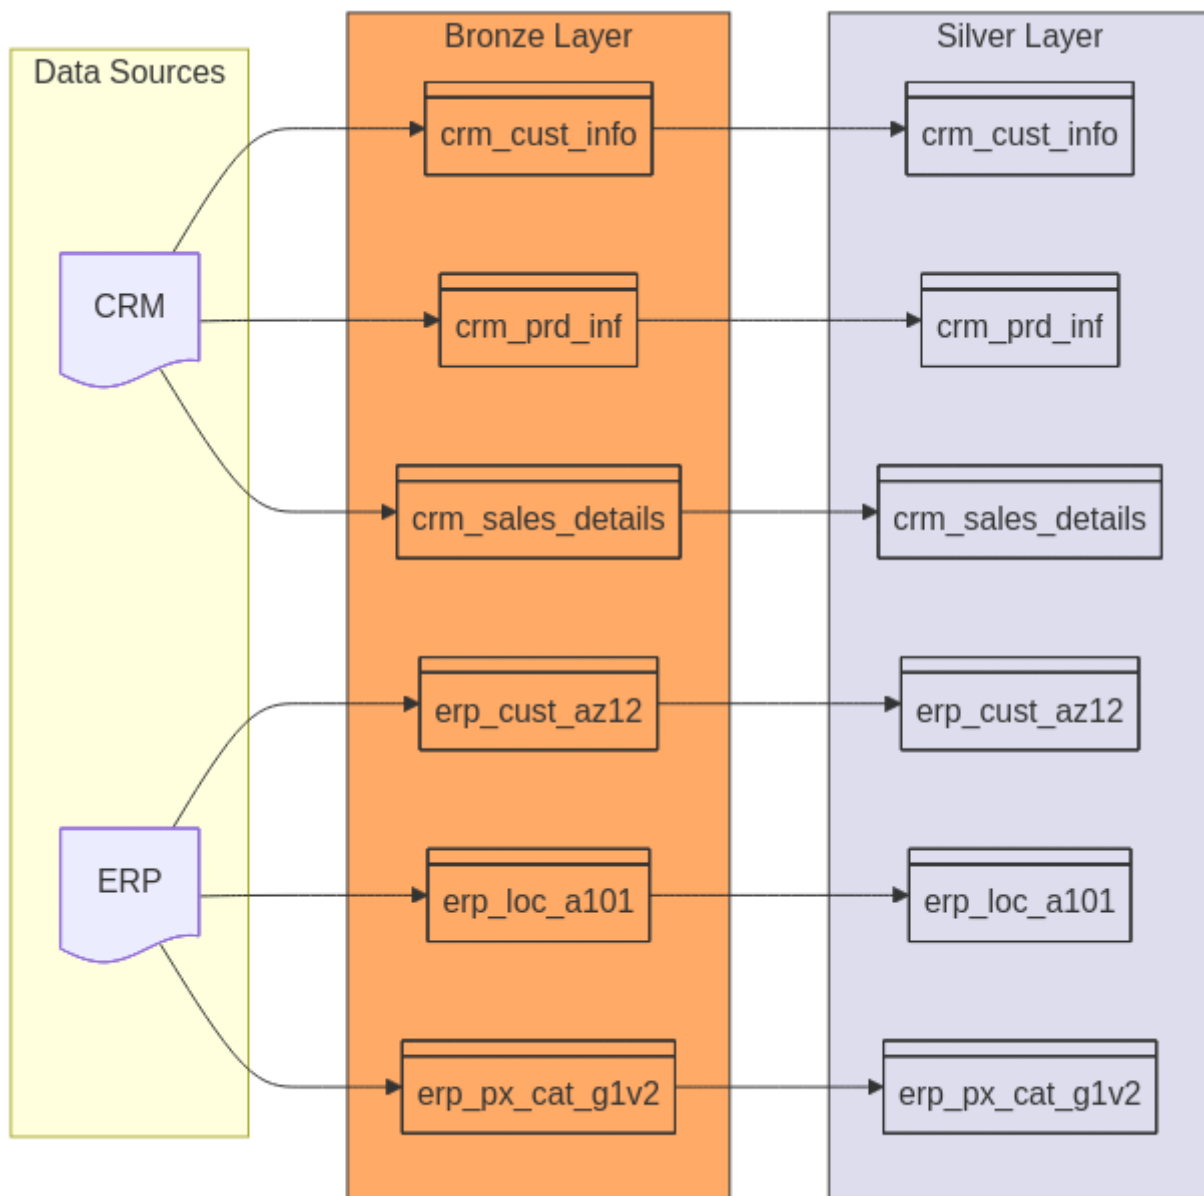 Data Sources
CRM
ERP
Bronze Layer
crm_cust_info
crm_prd_inf
crm_sales_details
erp_cust_az12
erp_loc_a101
erp_px_cat_g1v2
Silver Layer
crm_cust_info
crm_prd_inf
crm_sales_details
erp_cust_az12
erp_loc_a101
erp_px_cat_g1v2